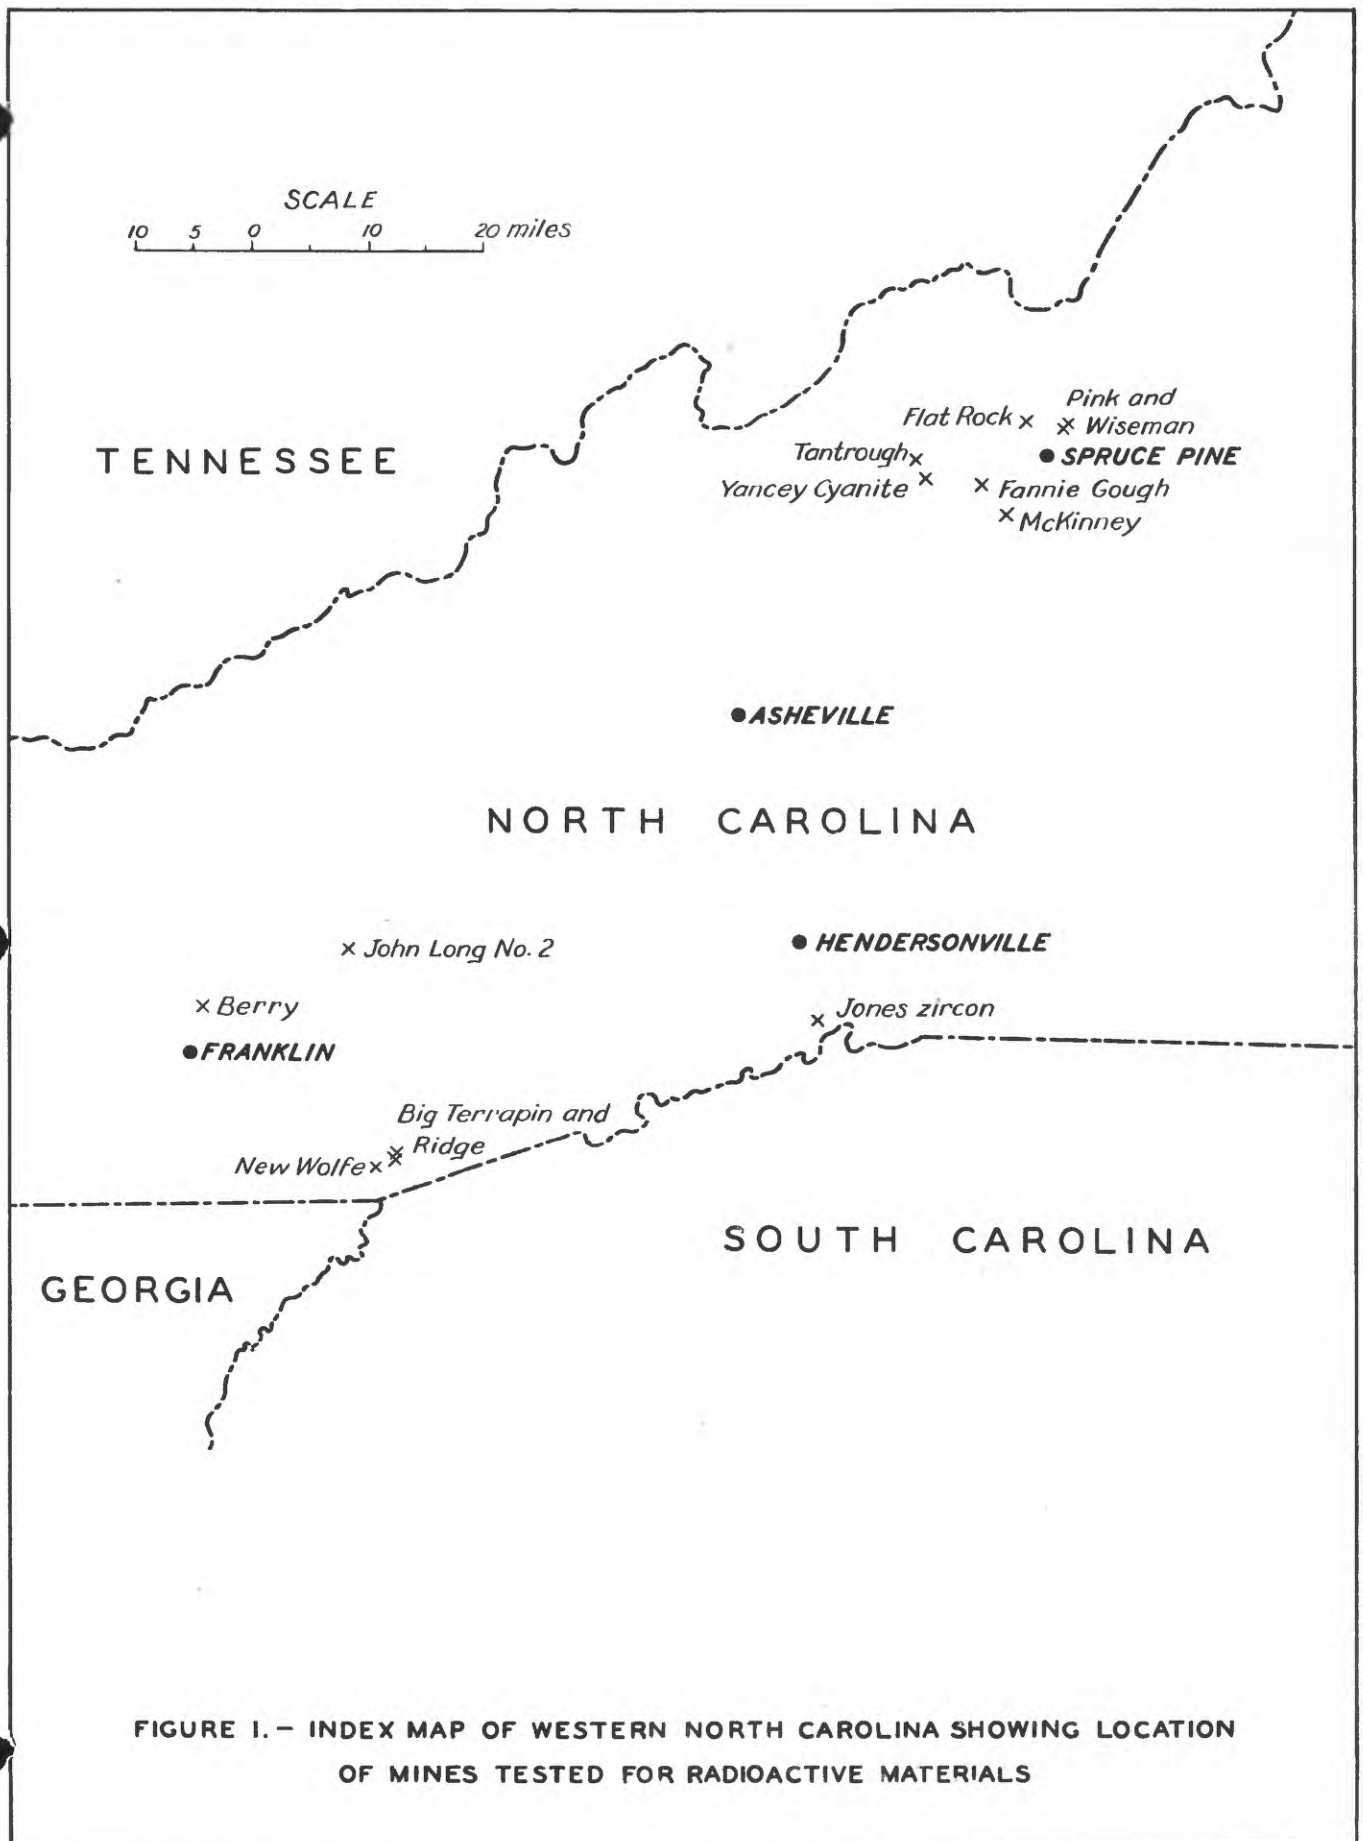 SCALE
10 5 0 10 20 miles
Pink and
Flat Rock × × Wiseman
TENNESSEE
Tantrough ×
● SPRUCE PINE
Yancey Cyanite × × Fannie Gough
× McKinney
● ASHEVILLE
NORTH CAROLINA
× John Long No. 2
● HENDERSONVILLE
× Berry
× Jones zircon
● FRANKLIN
Big Terrapin and
× Ridge
New Wolfe ×
SOUTH CAROLINA
GEORGIA
FIGURE 1.— INDEX MAP OF WESTERN NORTH CAROLINA SHOWING LOCATION
OF MINES TESTED FOR RADIOACTIVE MATERIALS